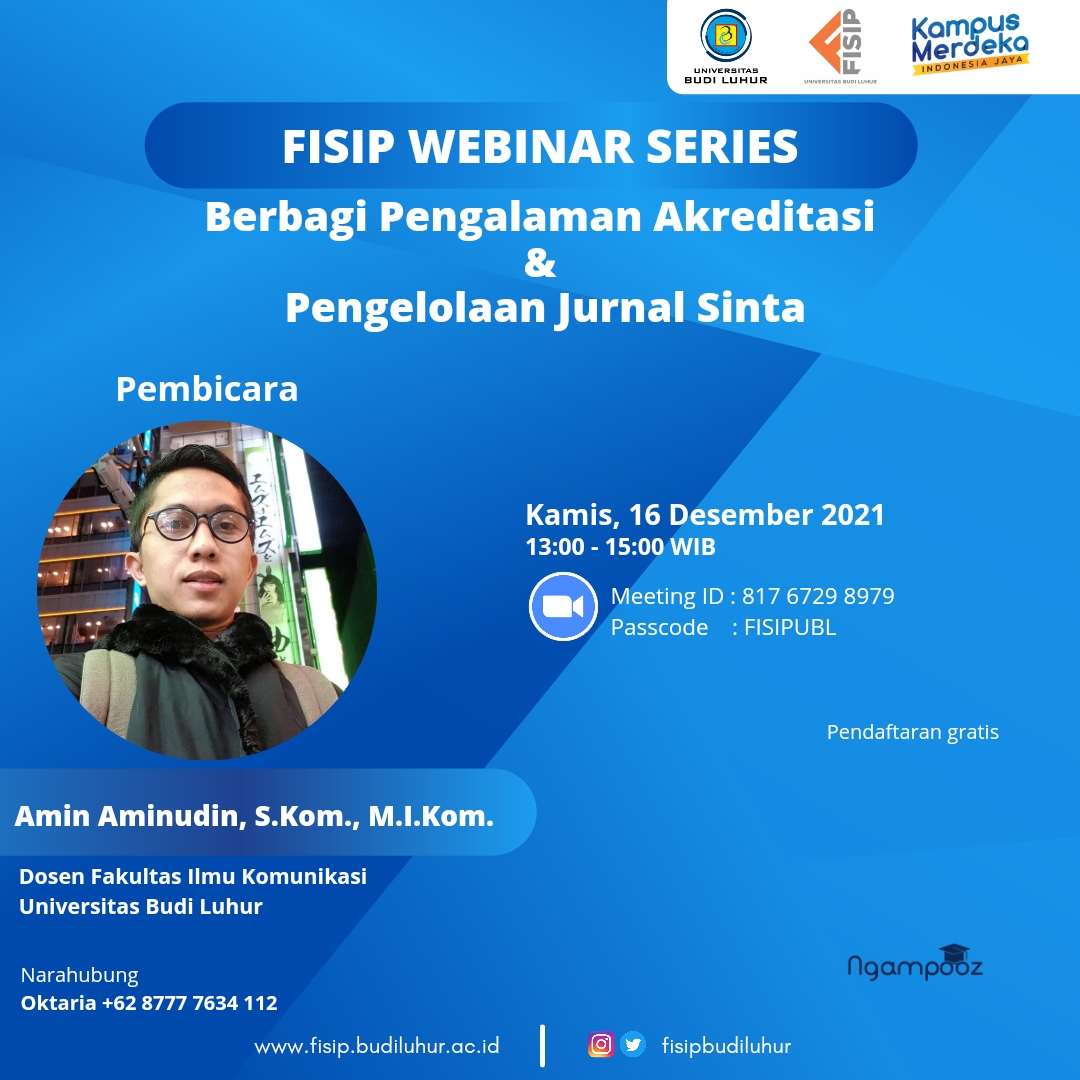 UNIVERSITAS
BUDI LUHUR
FISIP
UNIVERSITAS BUDI LUHUR
Kampus
Merdeka
INDONESIA JAYA
FISIP WEBINAR SERIES
Berbagi Pengalaman Akreditasi
&
Pengelolaan Jurnal Sinta
Pembicara
Kamis, 16 Desember 2021
13:00 - 15:00 WIB
Meeting ID : 817 6729 8979
Passcode : FISIPUBL
Pendaftaran gratis
Amin Aminudin, S.Kom., M.I.Kom.
Dosen Fakultas Ilmu Komunikasi
Universitas Budi Luhur
Narahubung
Oktaria +62 8777 7634 112
Ngampooz
www.fisip.budiluhur.ac.id
fisipbudiluhur